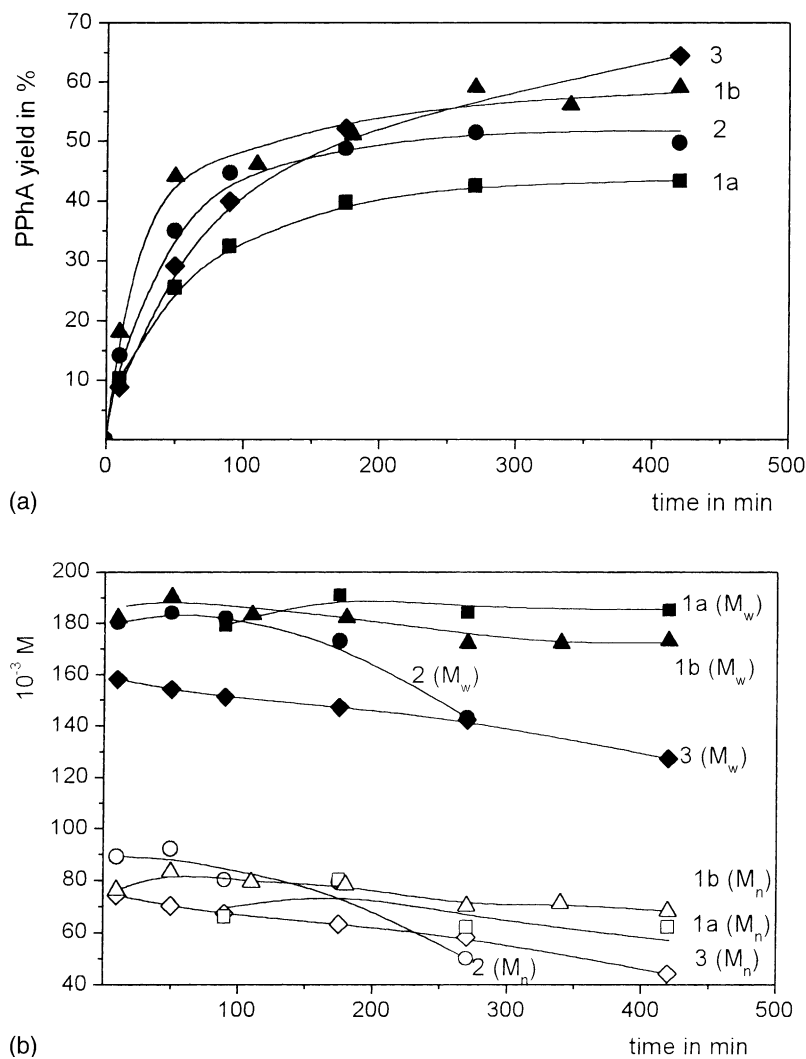 70
60
50
40
30
20
10
PPhA yield in %
3
1b
2
1a
0
100
200
300
400
500
time in min
(a)
200
180
160
140
120
100
80
60
40
10⁻³ M
1a (Mw)
1b (Mw)
2 (Mw)
3 (Mw)
1b (Mn)
1a (Mn)
3 (Mn)
2 (Mn)
100
200
300
400
500
time in min
(b)